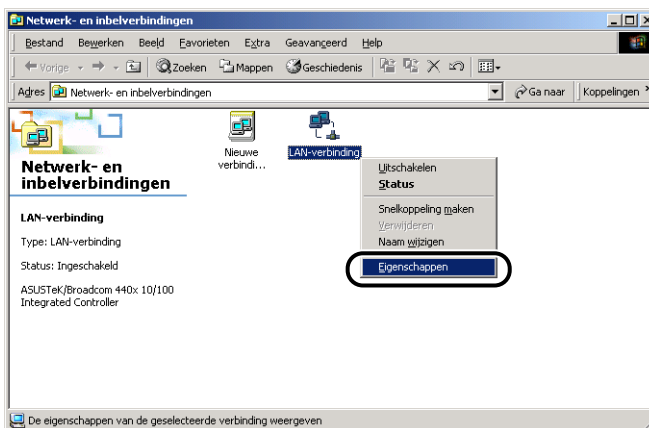 Netwerk- en inbelverbindingen
Bestand Bewerken Beeld Favorieten Extra Geavanceerd Help
Vorige Zoeken Mappen Geschiedenis
Adres Netwerk- en inbelverbindingen Ga naar Koppelingen »
Netwerk- en
inbelverbindingen
LAN-verbinding
Type: LAN-verbinding
Status: Ingeschakeld
ASUSTeK/Broadcom 440x 10/100
Integrated Controller
Nieuwe
verbindi...
LAN-verbinding
Uitschakelen
Status
Snelkoppeling maken
Verwijderen
Naam wijzigen
Eigenschappen
De eigenschappen van de geselecteerde verbinding weergeven